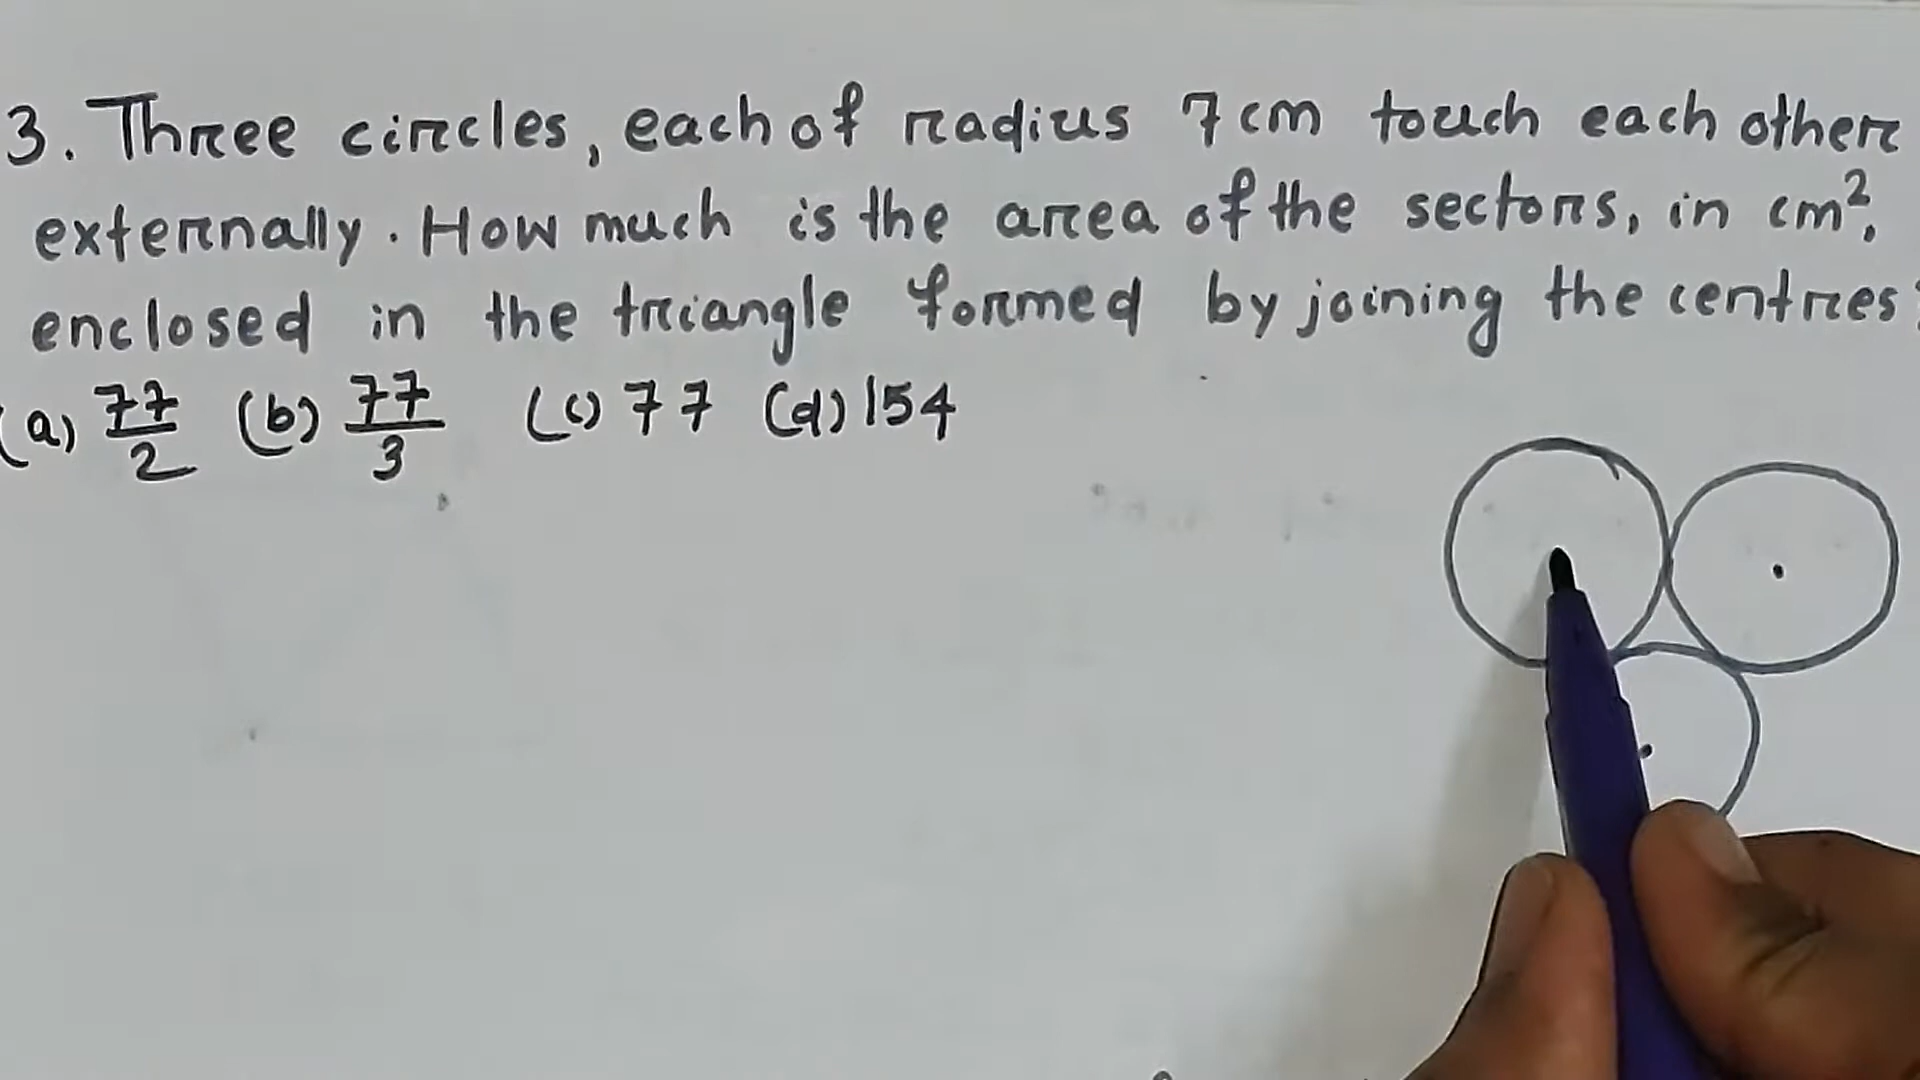 3. Three circles, each of radius 7 cm touch each other
externally. How much is the area of the sectors, in cm²,
enclosed in the triangle formed by joining the centries
(a) 77/2 (b) 77/3 (c) 77 (d) 154